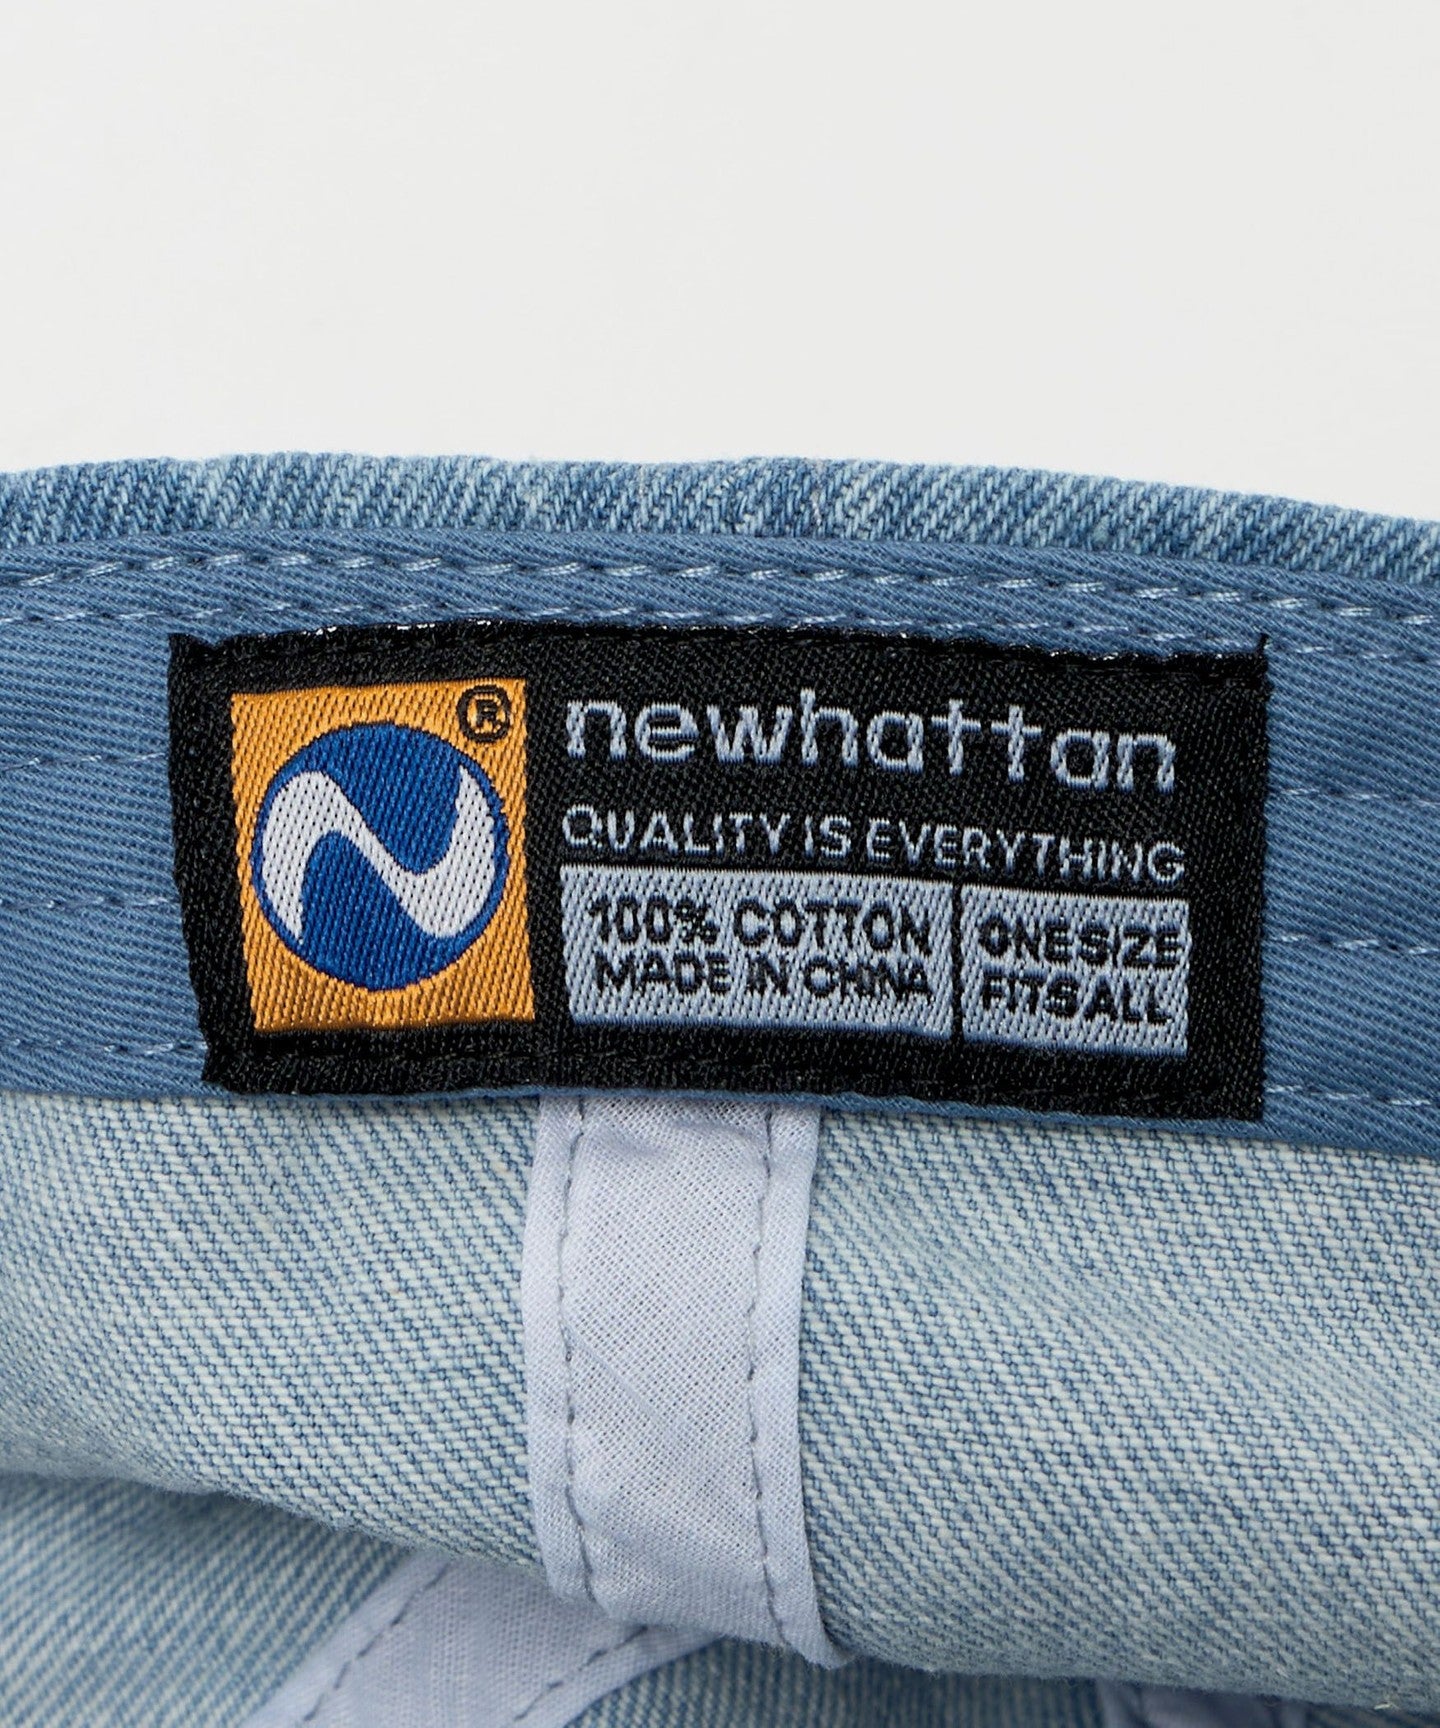 ®
newhattan
QUALITY IS EVERYTHING
100% COTTON
MADE IN CHINA
ONE SIZE
FITS ALL